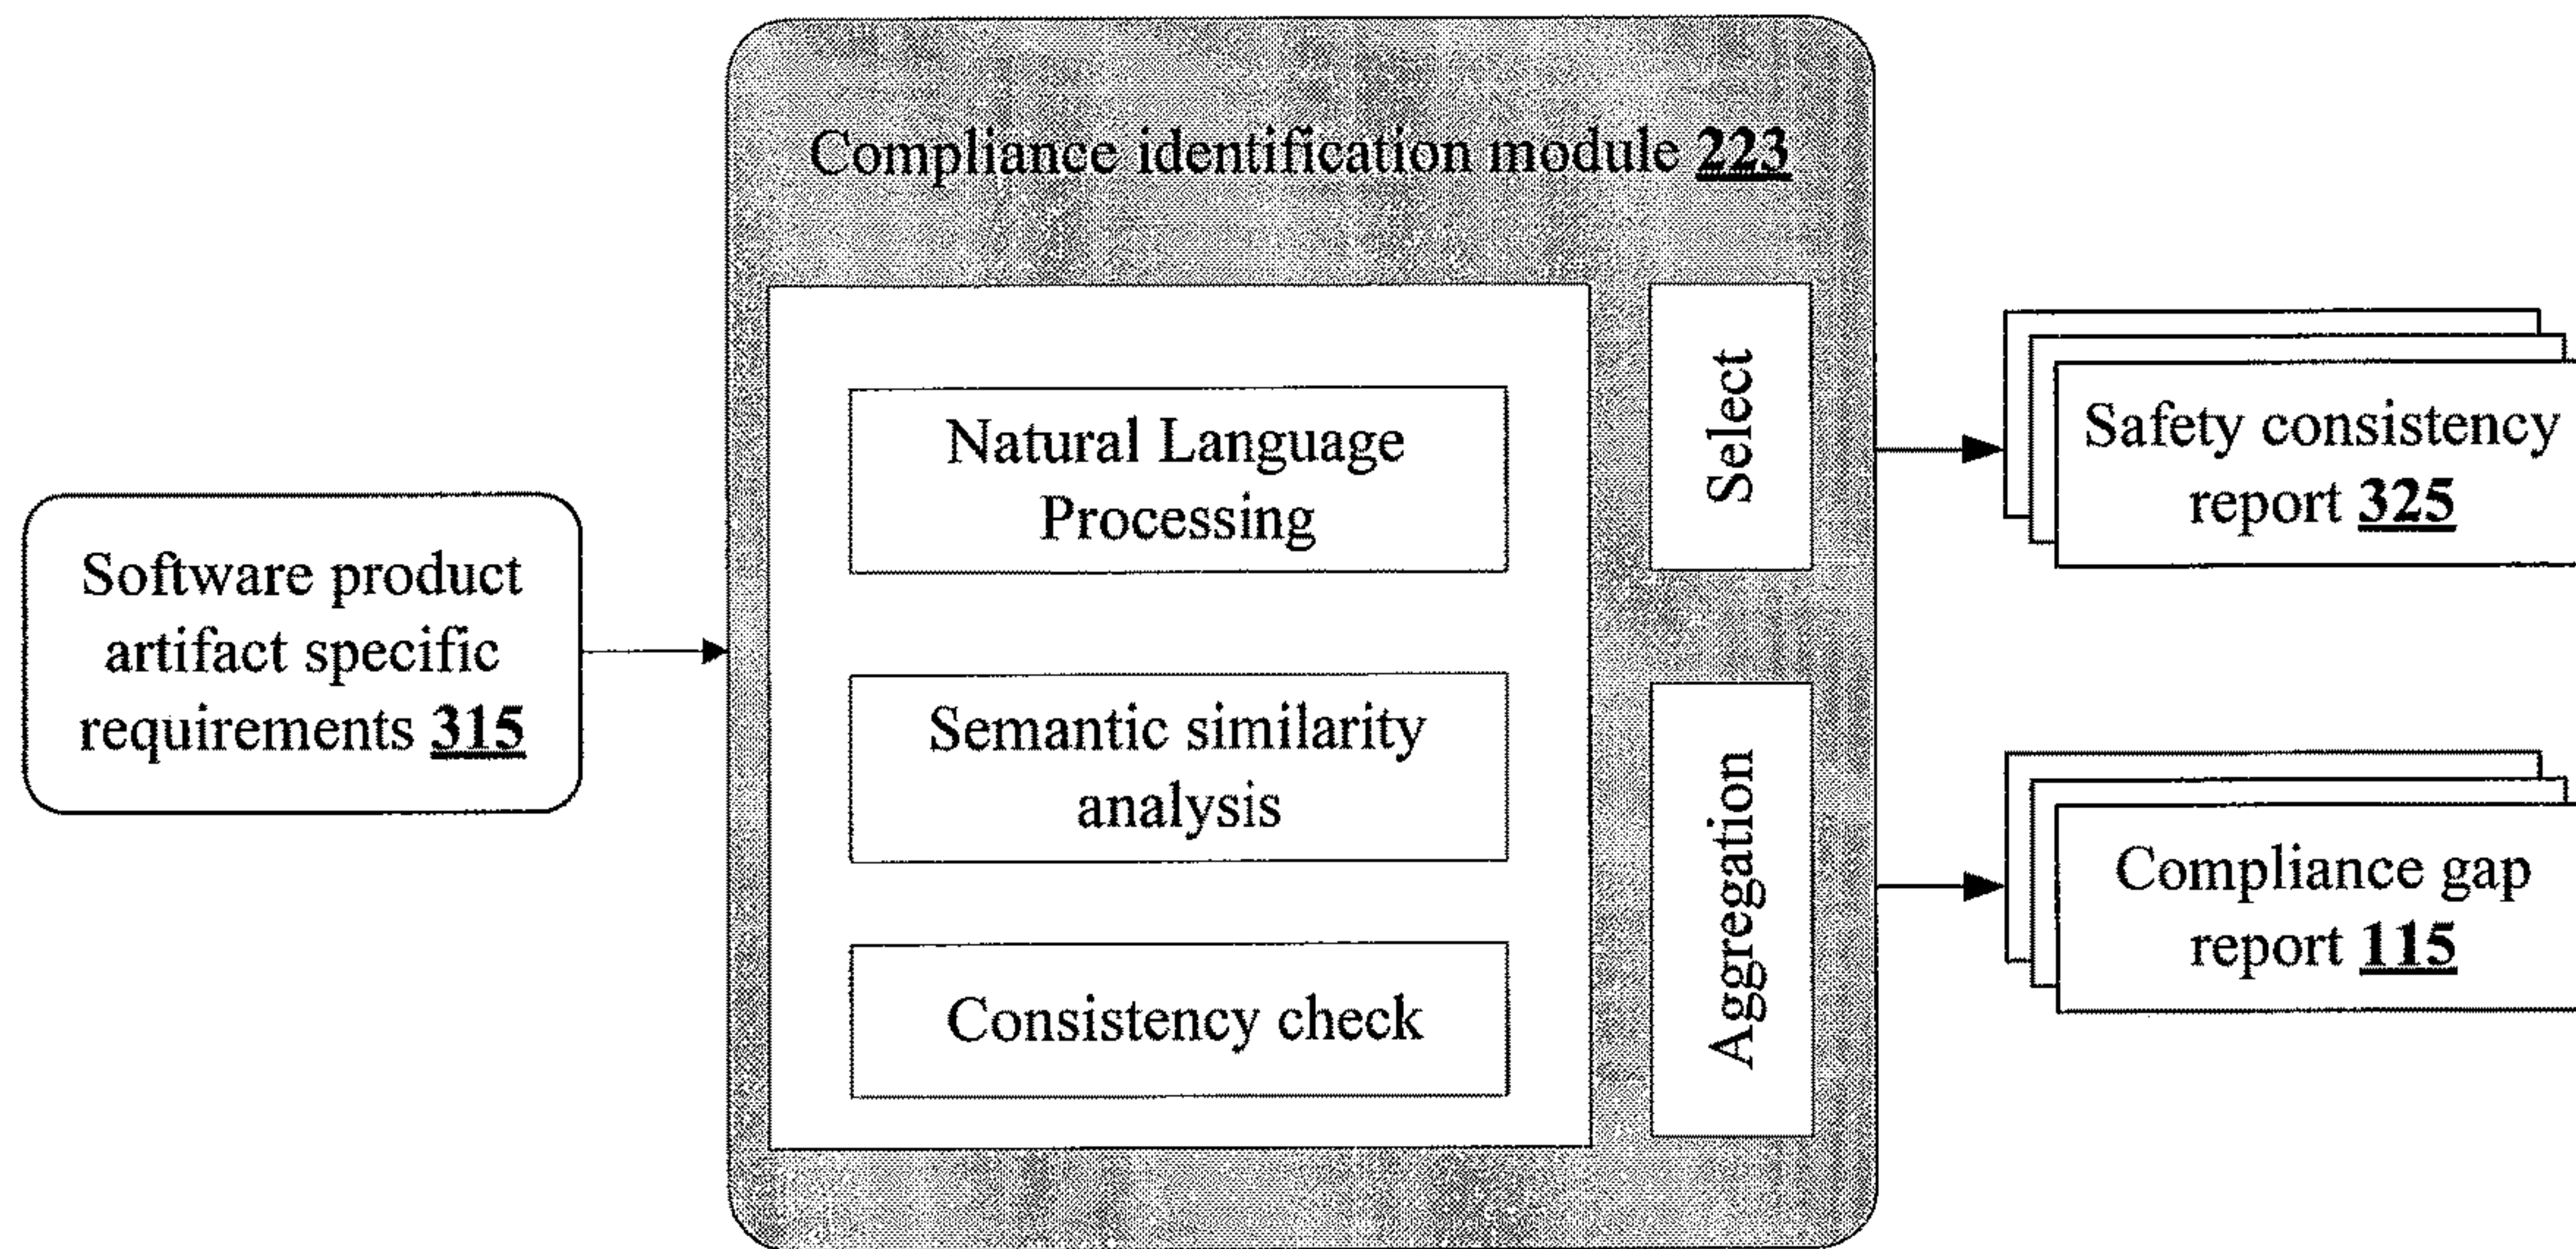 Compliance identification module 223
Software product
artifact specific
requirements 315
Natural Language
Processing
Semantic similarity
analysis
Consistency check
Select
Aggregation
Safety consistency
report 325
Compliance gap
report 115